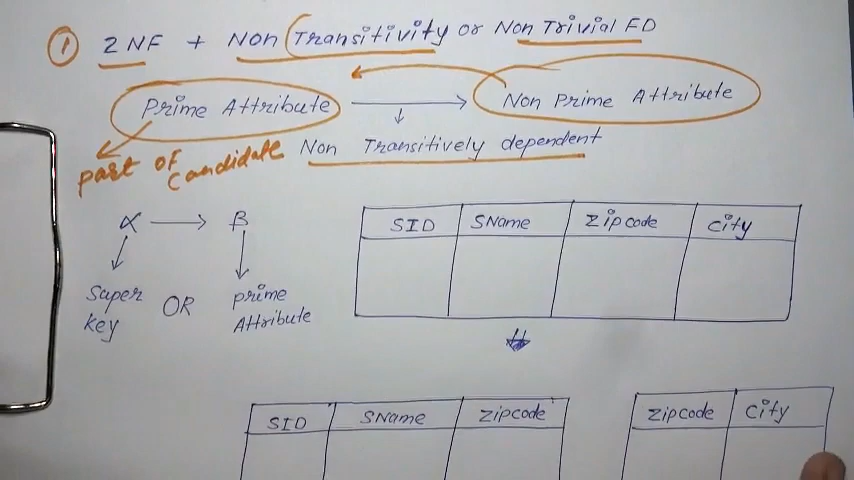 1 2NF + Non Transitivity or Non Trivial FD
Prime Attribute Non Prime Attribute
part of Candidate Non Transitively dependent
α β
Super key OR prime Attribute
SID SName Zipcode City
SID SName Zipcode
Zipcode City